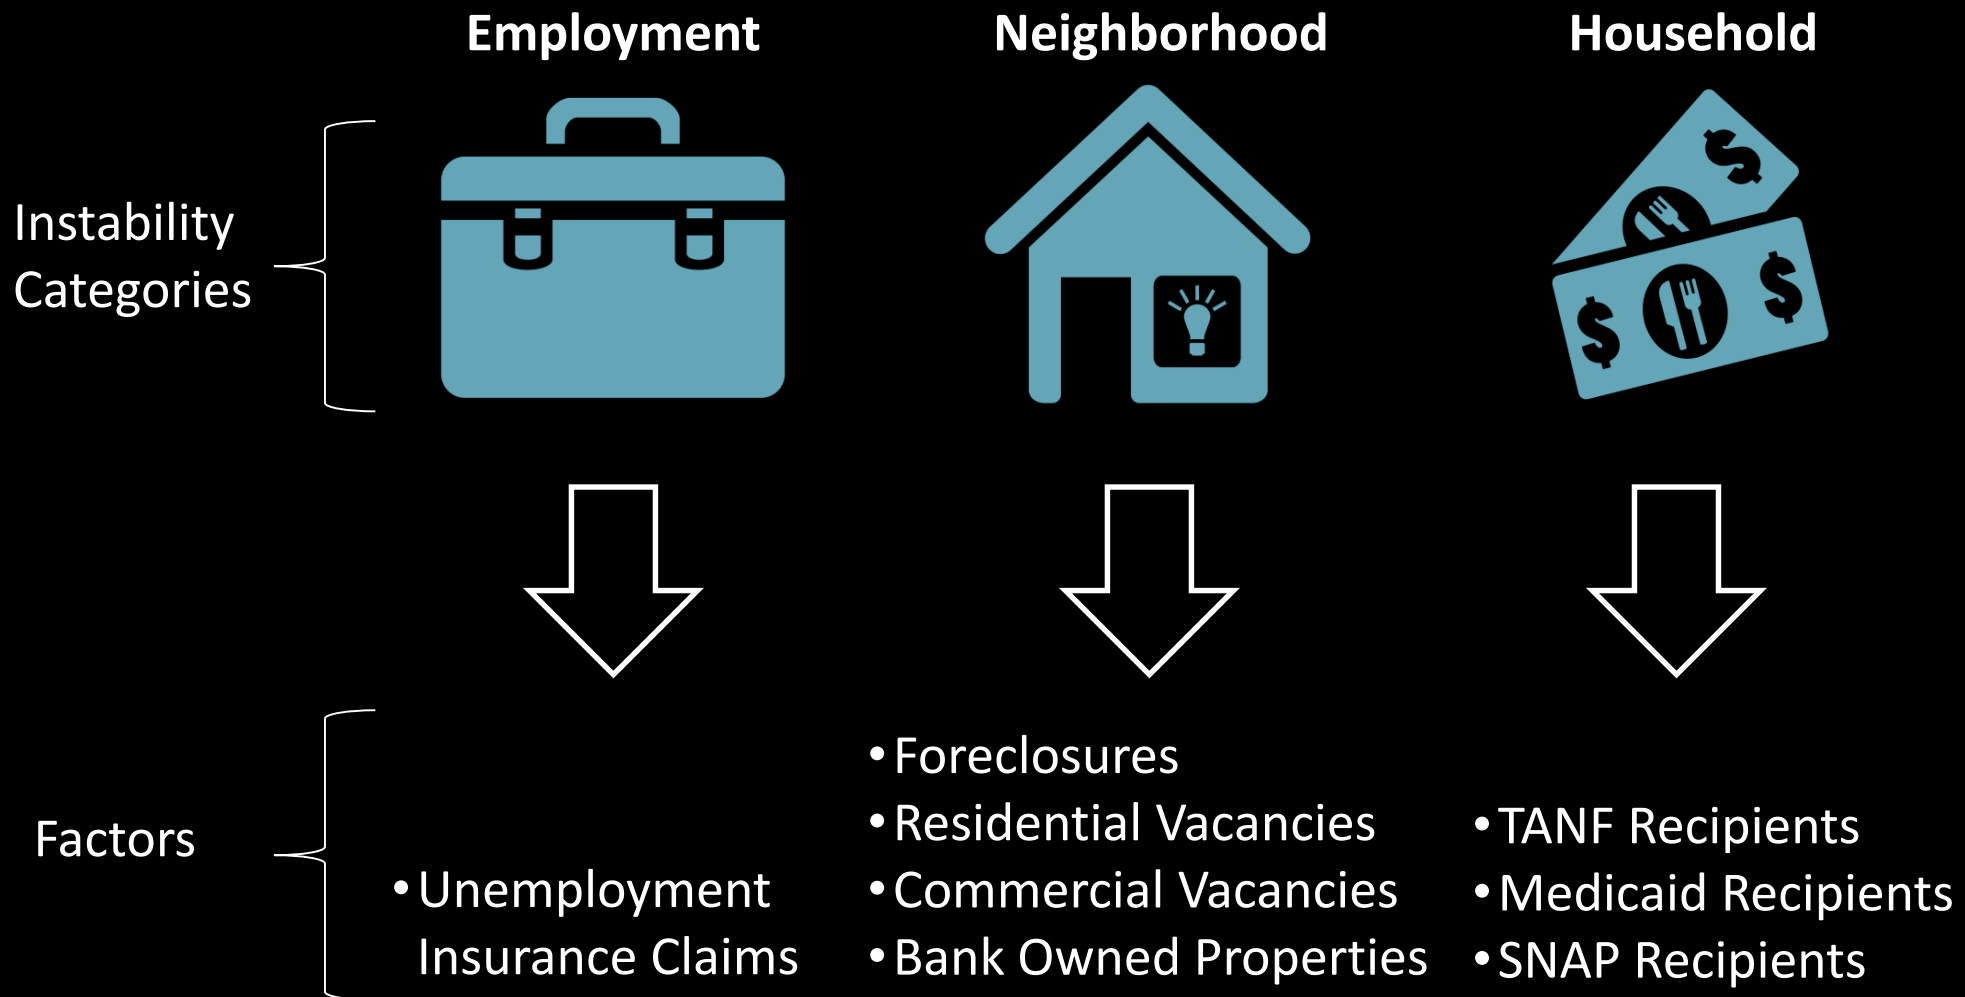 Employment
Neighborhood
Household
Instability
Categories
$
$
$
Factors
• Unemployment
Insurance Claims
• Foreclosures
• Residential Vacancies
• Commercial Vacancies
• Bank Owned Properties
• TANF Recipients
• Medicaid Recipients
• SNAP Recipients